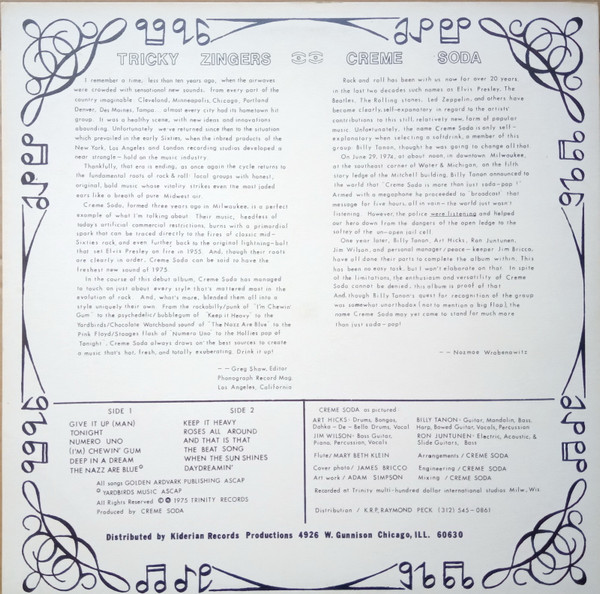 TRICKY ZINGERS CREME SODA
I remember a time, less than ten years ago, when the airwaves
were crowded with sensational new sounds, from every part of the
country imaginable: Cleveland, Minneapolis, Chicago, Portland
Denver, Des Moines, Tampa... almost every city had its hometown hit
group. It was a healthy scene, with new ideas and innovations
abounding. Unfortunately we've returned since then to the situation
which prevailed in the early Sixties, when the inbred products of the
New York, Los Angeles and London recording studios developed a
near strangle-hold on the music industry.
Thankfully, that era is ending, as once again the cycle returns to
the fundamental roots of rock & roll: local groups with honest,
original, bold music whose vitality strikes even the most jaded
ears like a breath of pure Midwest air.
Creme Soda, formed three years ago in Milwaukee, is a perfect
example of what I'm talking about. Their music, heedless of
today's artificial commercial restrictions, burns with a primordial
spark that can be traced directly to the fires of classic mid-
Sixties rock, and even further back to the original lightning-bolt
that set Elvis Presley on fire in 1955. And, though their roots
are clearly in order, Creme Soda can be said to have the
freshest new sound of 1975.
In the course of this debut album, Creme Soda has managed
to touch on just about every style that's mattered most in the
evolution of rock. And, what's more, blended them all into a
style uniquely their own. From the rockabilly/punk of "I'm Chewin'
Gum" to the psychedelic/bubblegum of "Keep it Heavy" to the
Yardbirds/Chocolate Watchband sound of "The Nazz Are Blue" to the
Pink Floyd/Stooges flash of "Numero Uno" to the Hollies pop of
"Tonight", Creme Soda always draws on the best sources to create
a music that's hot, fresh, and totally exuberating. Drink it up!
-- Greg Shaw, Editor
Phonograph Record Mag
Los Angeles, California
Rock and roll has been with us now for over 20 years.
In the last two decades such names as Elvis Presley, The
Beatles, The Rolling Stones, Led Zeppelin, and others have
become clearly self-explanatory in regard to the artists'
contributions to this still, relatively new, form of popular
music. Unfortunately, the name Creme Soda is only self-
explanatory when selecting a softdrink, a member of this
group, Billy Tanon, thought he was going to change all that.
On June 29, 1974, at about noon, in downtown Milwaukee,
at the southeast corner of Water & Michigan, on the fifth
story ledge of the Mitchell building, Billy Tanon announced to
the world that "Creme Soda is more than just soda-pop!"
Armed with a megaphone he proceeded to "broadcast" that
message for five hours, all in vain - the world just wasn't
listening. However, the police were listening and helped
our hero down from the dangers of the open ledge to the
safety of the un-open jail cell.
One year later, Billy Tanon, Art Hicks, Ron Juntunen,
Jim Wilson, and personal manager/peace-keeper Jim Bricco,
have all done their parts to complete the album within. This
has been no easy task, but I won't elaborate on that. In spite
of the limitations, the enthusiasm and versatility of Creme
Soda cannot be denied, this album is proof of that.
And, though Billy Tanon's quest for recognition of the group
was somewhat unorthodox (not to mention a big flop), the
name Creme Soda may yet come to stand for much more
than just soda-pop!
-- Nazmae Wrobenowitz
SIDE 1
GIVE IT UP (MAN)
TONIGHT
NUMERO UNO
(I'M) CHEWIN' GUM
DEEP IN A DREAM
THE NAZZ ARE BLUE°
SIDE 2
KEEP IT HEAVY
ROSES ALL AROUND
AND THAT IS THAT
THE BEAT SONG
WHEN THE SUN SHINES
DAYDREAMIN'
All songs GOLDEN AARDVARK PUBLISHING ASCAP
° YARDBIRDS MUSIC ASCAP
All Rights Reserved ©℗ 1975 TRINITY RECORDS
Produced by CREME SODA
CREME SODA as pictured
ART HICKS- Drums, Bongos,
Dahka-De-Bella Drums, Vocal
JIM WILSON- Bass Guitar,
Piano, Percussion, Vocals
BILLY TANON- Guitar, Mandolin, Bass,
Harp, Bowed Guitar, Vocals, Percussion
RON JUNTUNEN- Electric, Acoustic, &
Slide Guitars, Bass
Flute/ MARY BETH KLEIN
Arrangements / CREME SODA
Cover photo/ JAMES BRICCO
Engineering / CREME SODA
Art work / ADAM SIMPSON
Mixing / CREME SODA
Recorded at Trinity multi-hundred dollar international studios Milw., Wis.
Distribution / K.R.P., RAYMOND PECK (312) 545-0861
Distributed by Kiderian Records Productions 4926 W. Gunnison Chicago, ILL. 60630